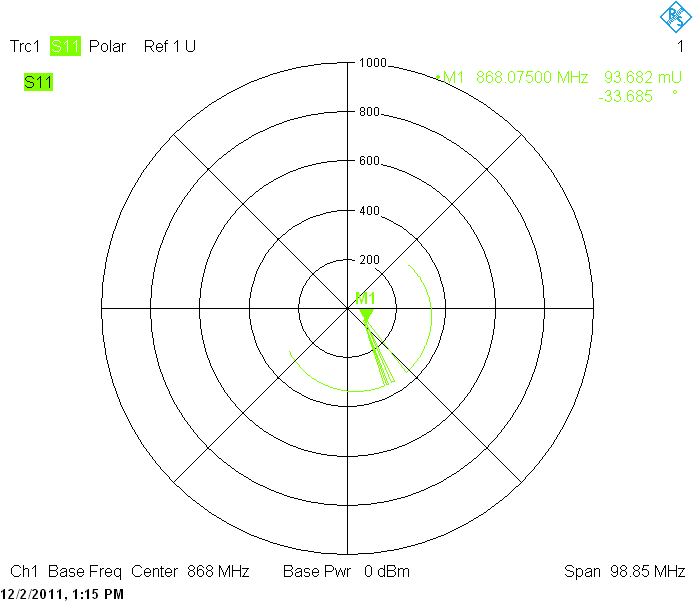 R&S
Trc1 S11 Polar Ref 1 U 1
S11
1000
•M1 868.07500 MHz 93.682 mU
-33.685 °
800
600
400
200
M1
Ch1 Base Freq Center 868 MHz Base Pwr 0 dBm Span 98.85 MHz
12/2/2011, 1:15 PM